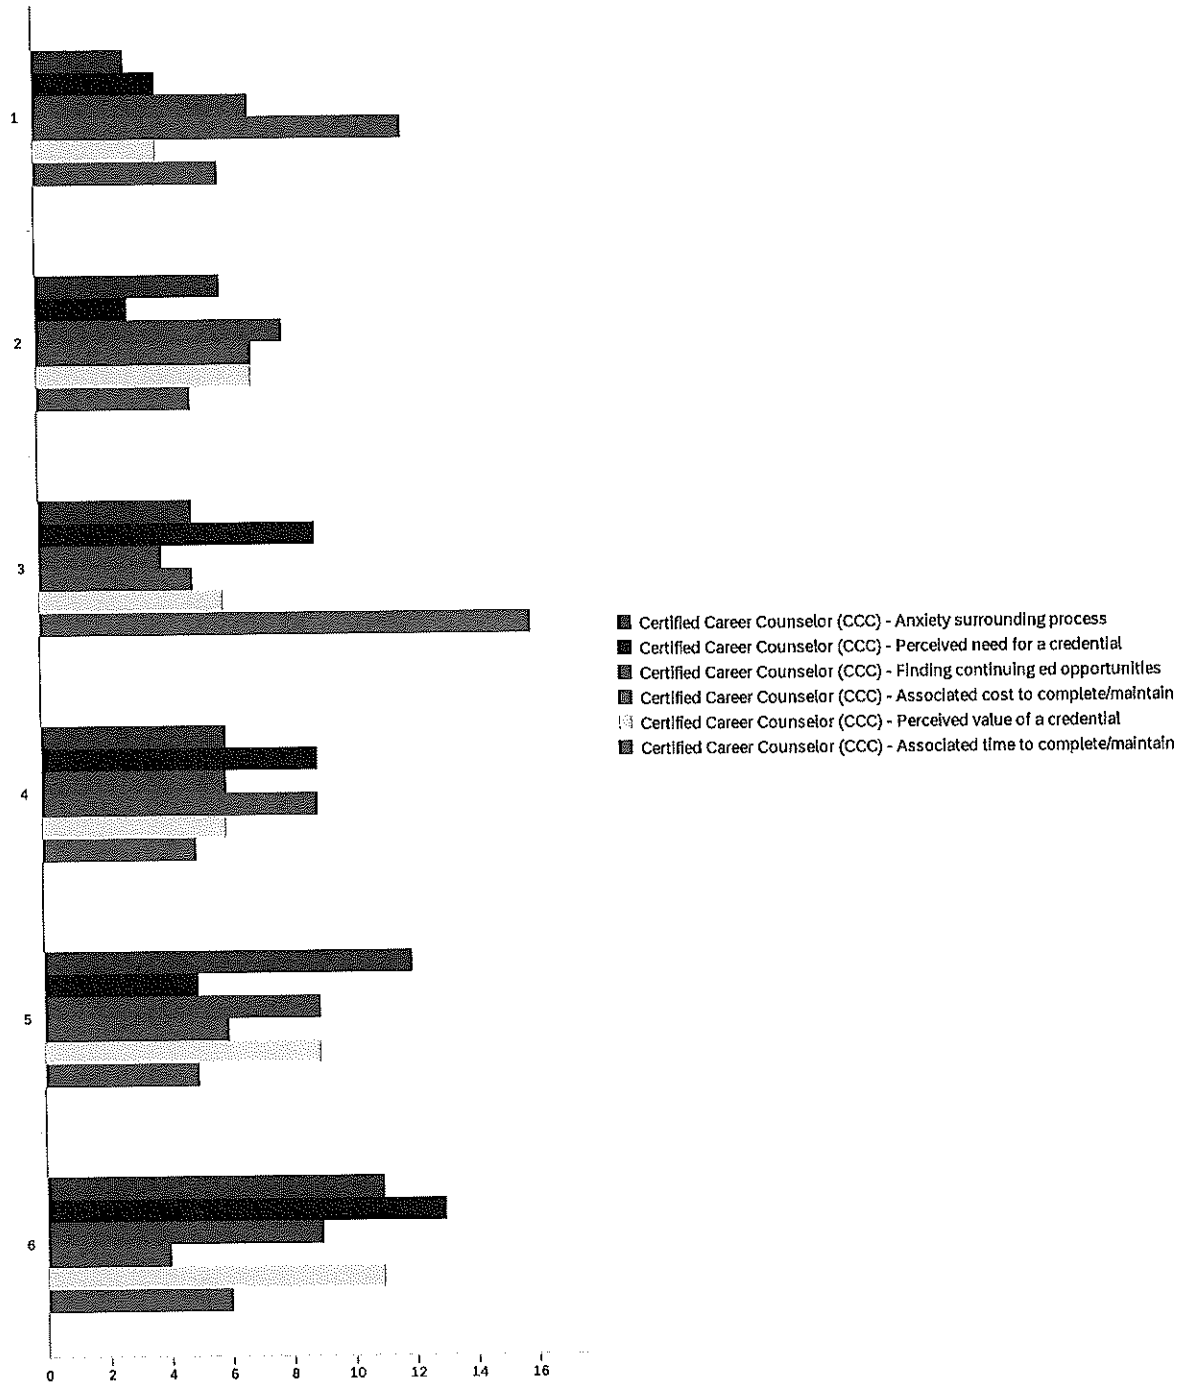 1
2
3
4
5
6
Certified Career Counselor (CCC) - Anxiety surrounding process
Certified Career Counselor (CCC) - Perceived need for a credential
Certified Career Counselor (CCC) - Finding continuing ed opportunities
Certified Career Counselor (CCC) - Associated cost to complete/maintain
Certified Career Counselor (CCC) - Perceived value of a credential
Certified Career Counselor (CCC) - Associated time to complete/maintain
0 2 4 6 8 10 12 14 16